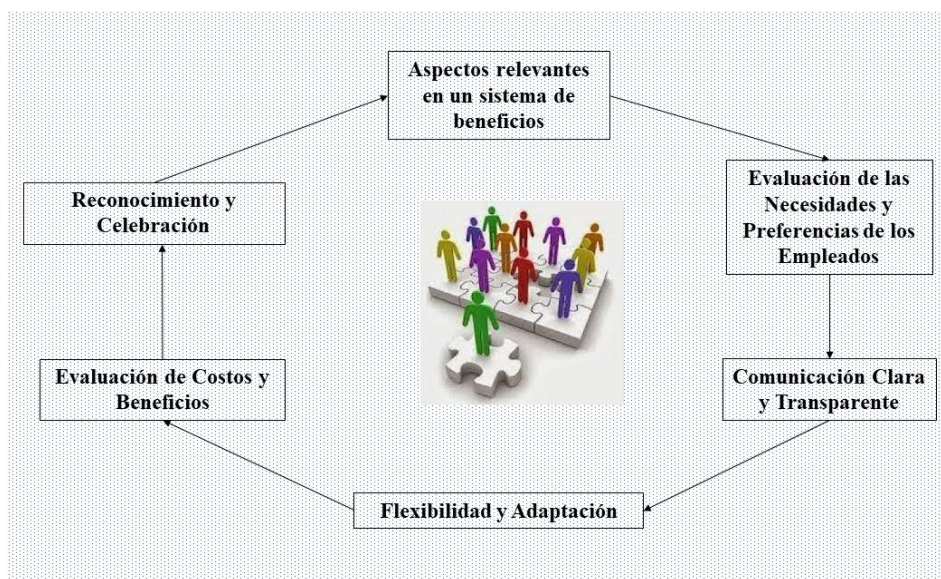 Aspectos relevantes
en un sistema de
beneficios
Evaluación de las
Necesidades y
Preferencias de los
Empleados
Comunicación Clara
y Transparente
Flexibilidad y Adaptación
Evaluación de Costos y
Beneficios
Reconocimiento y
Celebración